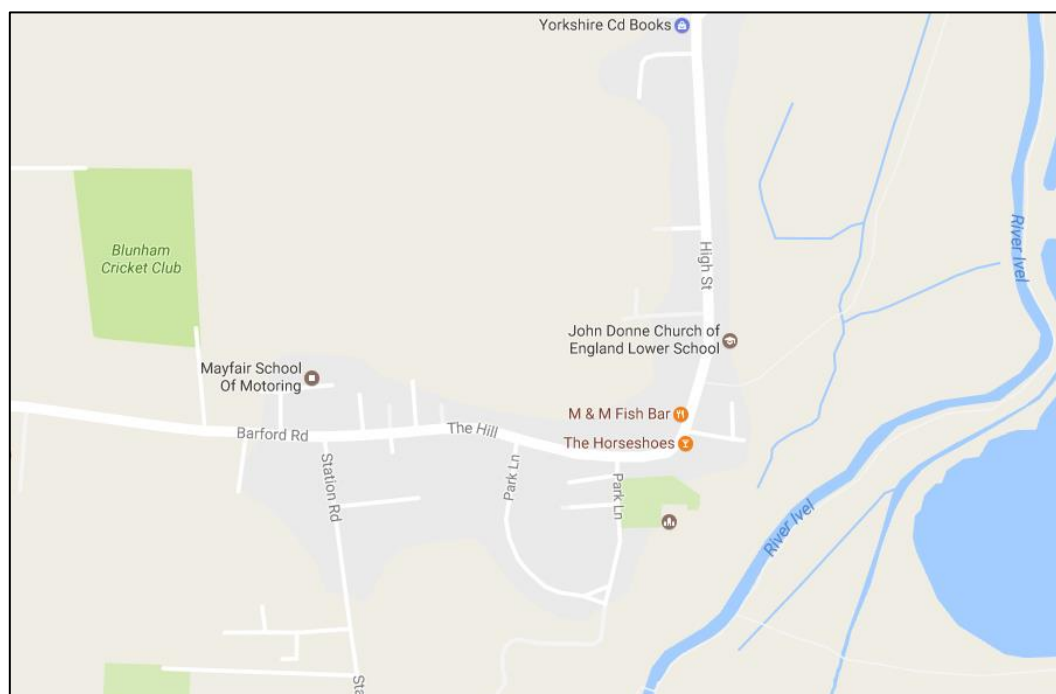 Yorkshire Cd Books
Blunham
Cricket Club
River Ivel
High St
John Donne Church of
England Lower School
Mayfair School
Of Motoring
M & M Fish Bar
The Hill
Barford Rd
The Horseshoes
Station Rd
Park Ln
Park Ln
River Ivel
Sta